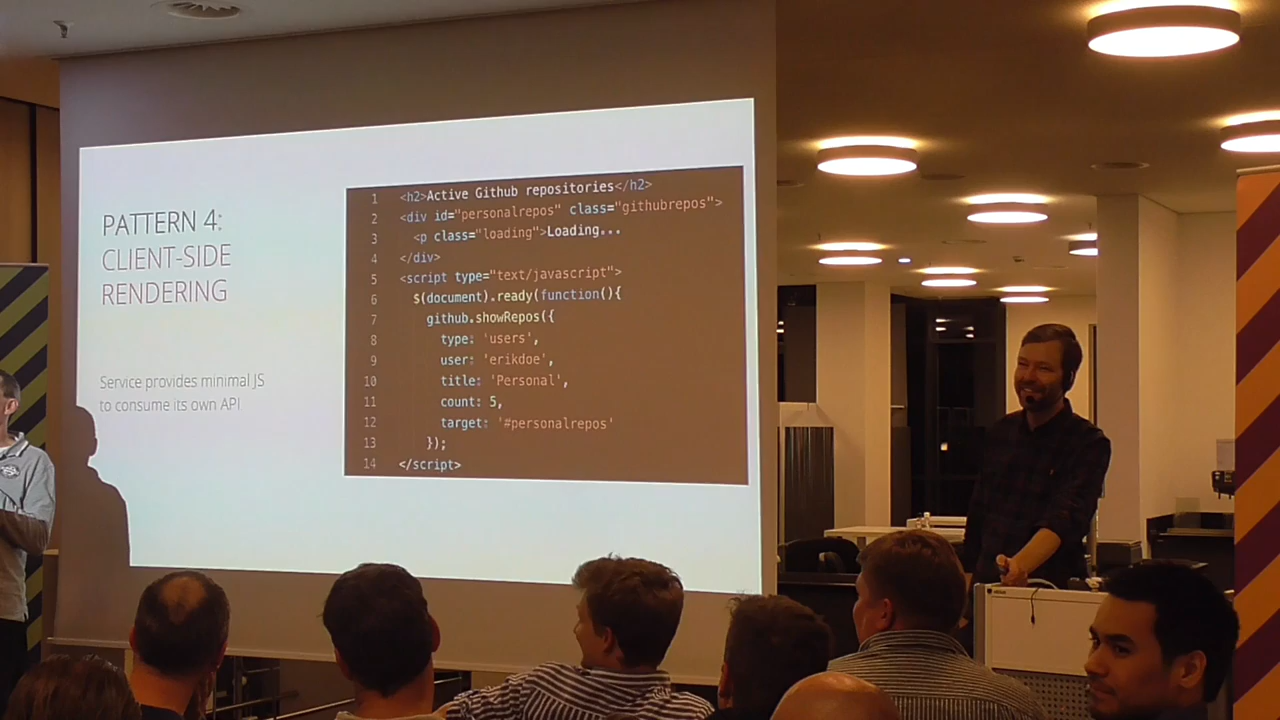 PATTERN 4:
CLIENT-SIDE
RENDERING
Service provides minimal JS
to consume its own API
1 <h2>Active Github repositories</h2>
2 <div id="personalrepos" class="githubrepos">
3 <p class="loading">Loading...
4 </div>
5 <script type="text/javascript">
6 $(document).ready(function(){
7 github.showRepos({
8 type: 'users',
9 user: 'erikdoe',
10 title: 'Personal',
11 count: 5,
12 target: '#personalrepos'
13 });
14 </script>